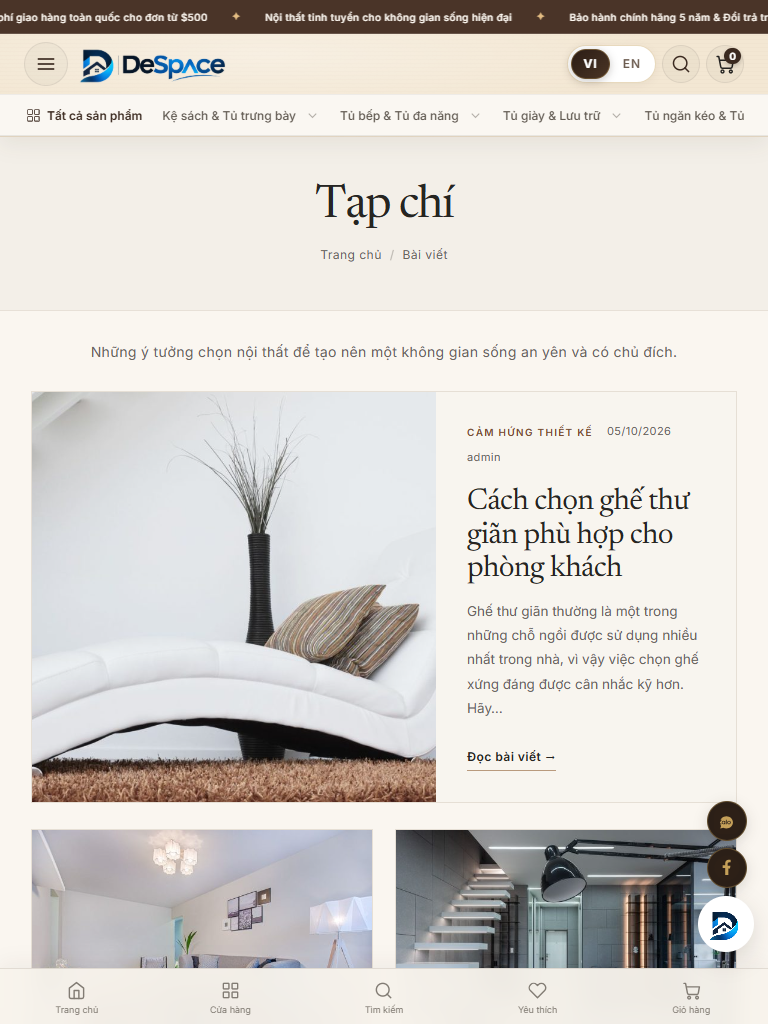 phí giao hàng toàn quốc cho đơn từ $500 ✦ Nội thất tinh tuyển cho không gian sống hiện đại ✦ Bảo hành chính hãng 5 năm & Đổi trả
DeSpace VI EN 0
Tất cả sản phẩm Kệ sách & Tủ trưng bày Tủ bếp & Tủ đa năng Tủ giày & Lưu trữ Tủ ngăn kéo & Tủ
Tạp chí
Trang chủ / Bài viết
Những ý tưởng chọn nội thất để tạo nên một không gian sống an yên và có chủ đích.
CẢM HỨNG THIẾT KẾ 05/10/2026
admin
Cách chọn ghế thư
giãn phù hợp cho
phòng khách
Ghế thư giãn thường là một trong
những chỗ ngồi được sử dụng nhiều
nhất trong nhà, vì vậy việc chọn ghế
xứng đáng được cân nhắc kỹ hơn.
Hãy...
Đọc bài viết →
Zalo
Trang chủ Cửa hàng Tìm kiếm Yêu thích Giỏ hàng